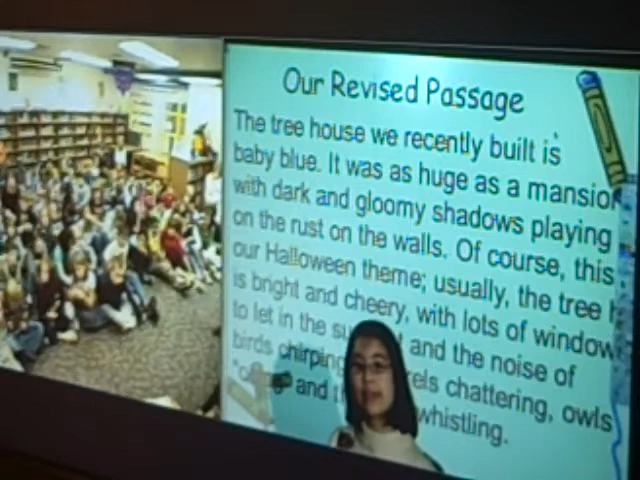 Our Revised Passage
The tree house we recently built is
baby blue. It was as huge as a mansion
with dark and gloomy shadows playing
on the rust on the walls. Of course, this
our Halloween theme; usually, the tree h
is bright and cheery, with lots of window
to let in the su and the noise of
birds chirping rels chattering, owls
and whistling.